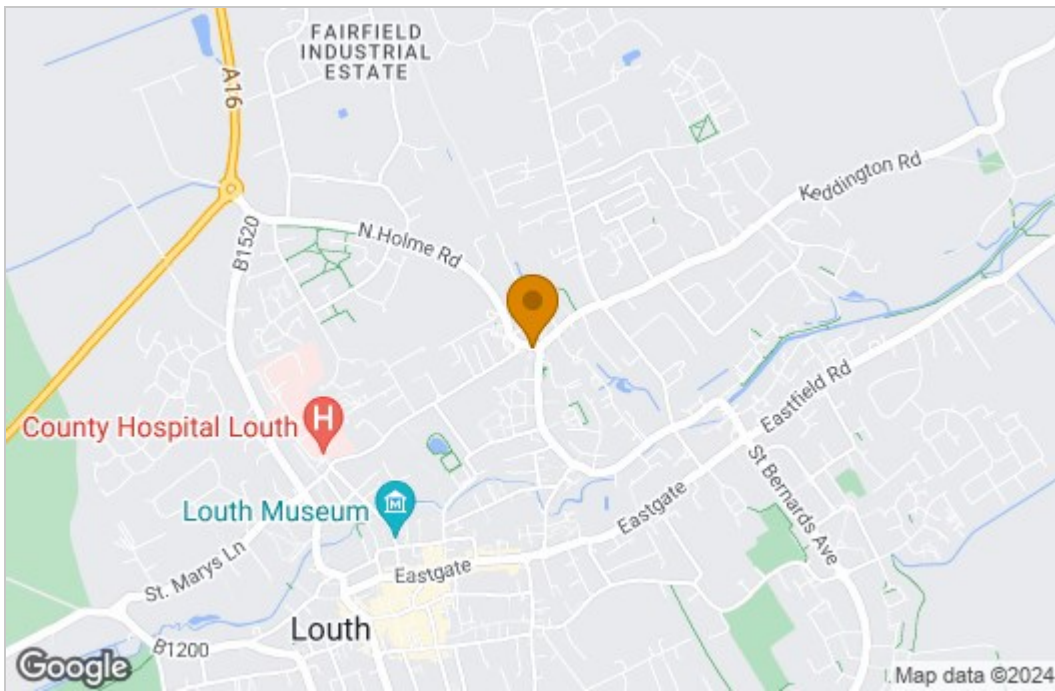 FAIRFIELD
INDUSTRIAL
ESTATE
A16
Keddington Rd
B1520
N Holme Rd
Eastfield Rd
County Hospital Louth
H
St Bernards Ave
Louth Museum
M
Eastgate
St. Marys Ln
Eastgate
Louth
B1200
Google
Map data ©2024